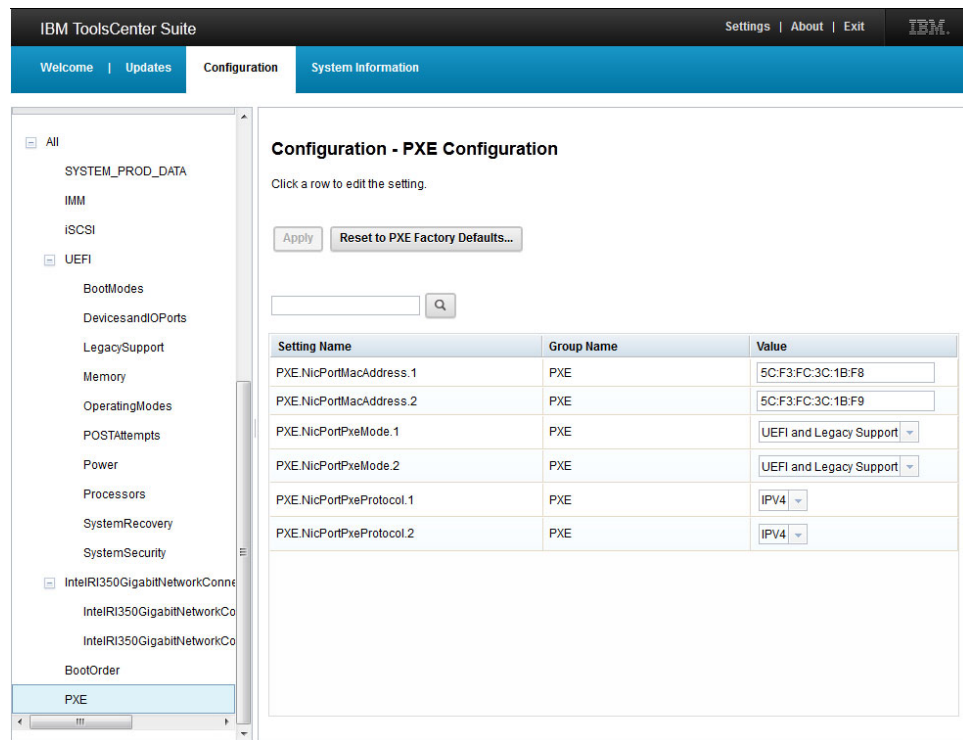 IBM ToolsCenter Suite
Settings | About | Exit
IBM.
Welcome | Updates
Configuration
System Information
All
SYSTEM_PROD_DATA
IMM
iSCSI
UEFI
BootModes
DevicesandIOPorts
LegacySupport
Memory
OperatingModes
POSTAttempts
Power
Processors
SystemRecovery
SystemSecurity
IntelRI350GigabitNetworkConne
IntelRI350GigabitNetworkCo
IntelRI350GigabitNetworkCo
BootOrder
PXE
Configuration - PXE Configuration
Click a row to edit the setting.
Apply Reset to PXE Factory Defaults...
Setting Name Group Name Value
PXE.NicPortMacAddress.1 PXE 5C:F3:FC:3C:1B:F8
PXE.NicPortMacAddress.2 PXE 5C:F3:FC:3C:1B:F9
PXE.NicPortPxeMode.1 PXE UEFI and Legacy Support
PXE.NicPortPxeMode.2 PXE UEFI and Legacy Support
PXE.NicPortPxeProtocol.1 PXE IPV4
PXE.NicPortPxeProtocol.2 PXE IPV4